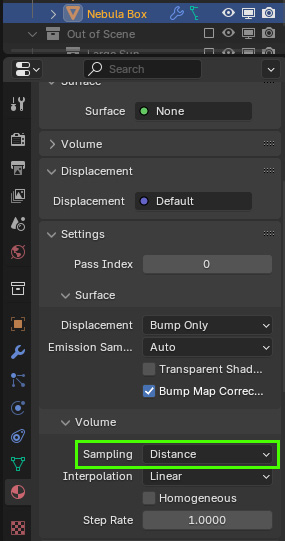 Nebula Box
Out of Scene
Search
Surface
Surface None
Volume
Displacement
Displacement Default
Settings
Pass Index 0
Surface
Displacement Bump Only
Emission Sam... Auto
Transparent Shad...
Bump Map Correc...
Volume
Sampling Distance
Interpolation Linear
Homogeneous
Step Rate 1.0000